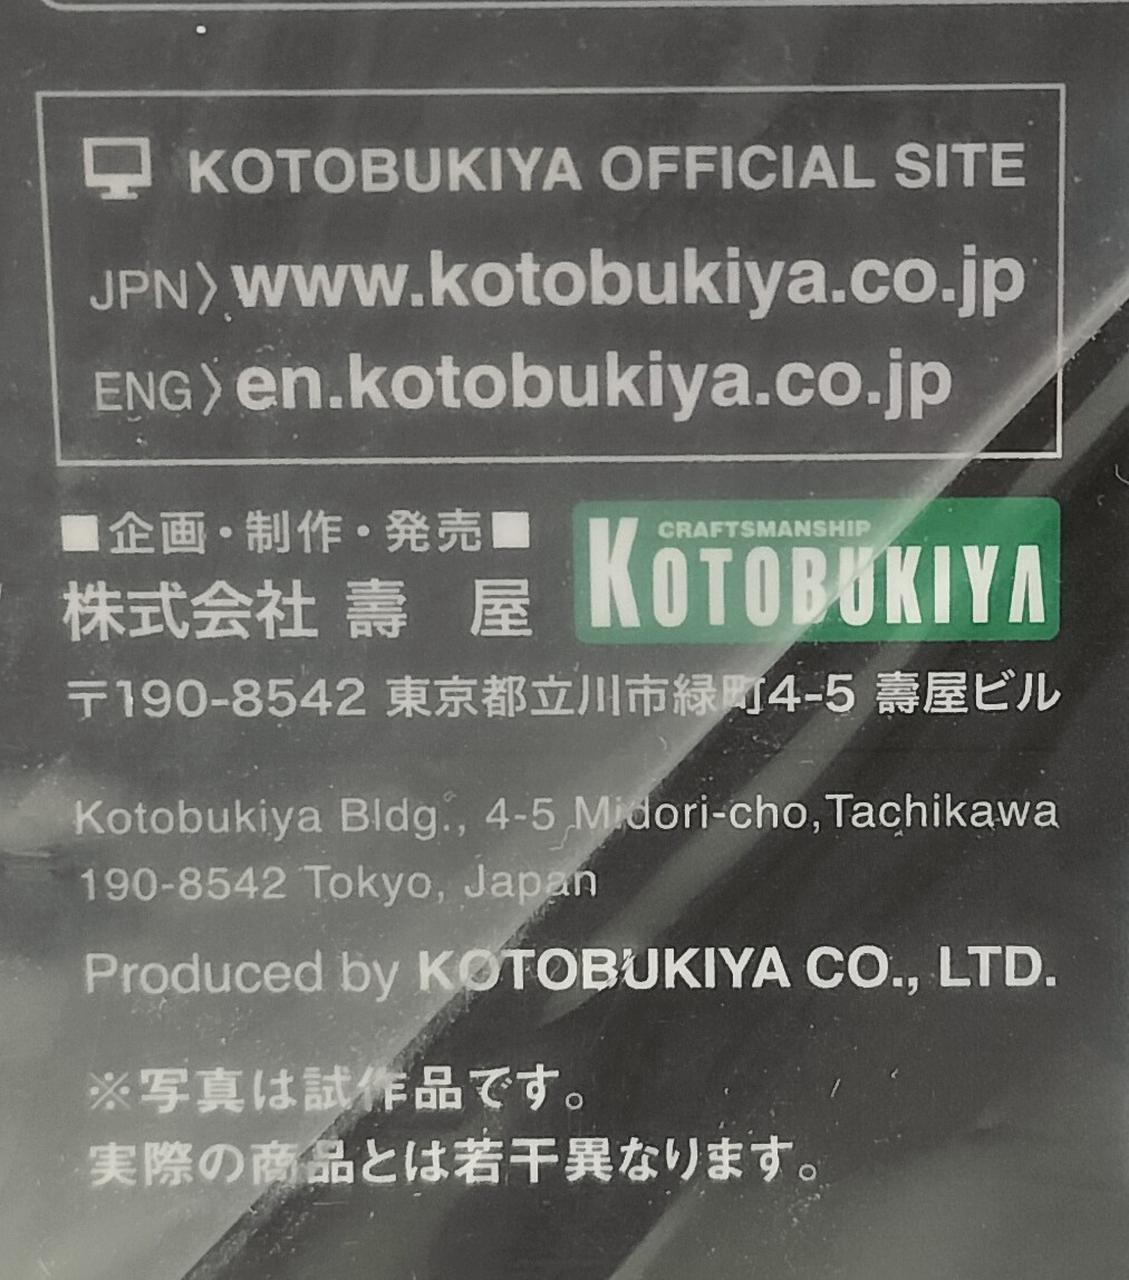 KOTOBUKIYA OFFICIAL SITE
JPN〉www.kotobukiya.co.jp
ENG〉en.kotobukiya.co.jp
■企画・制作・発売■
株式会社 壽　屋
CRAFTSMANSHIP
KOTOBUKIYA
〒190-8542 東京都立川市緑町4-5 壽屋ビル
Kotobukiya Bldg., 4-5 Midori-cho,Tachikawa
190-8542 Tokyo, Japan
Produced by KOTOBUKIYA CO., LTD.
※写真は試作品です。
実際の商品とは若干異なります。